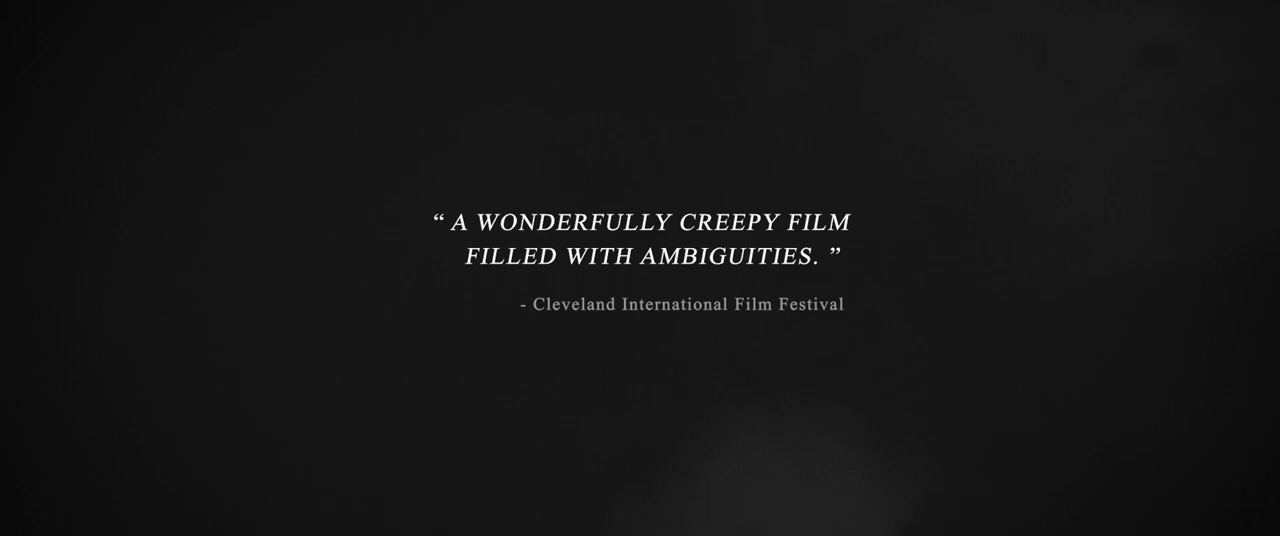 “ A WONDERFULLY CREEPY FILM
FILLED WITH AMBIGUITIES. ”
- Cleveland International Film Festival